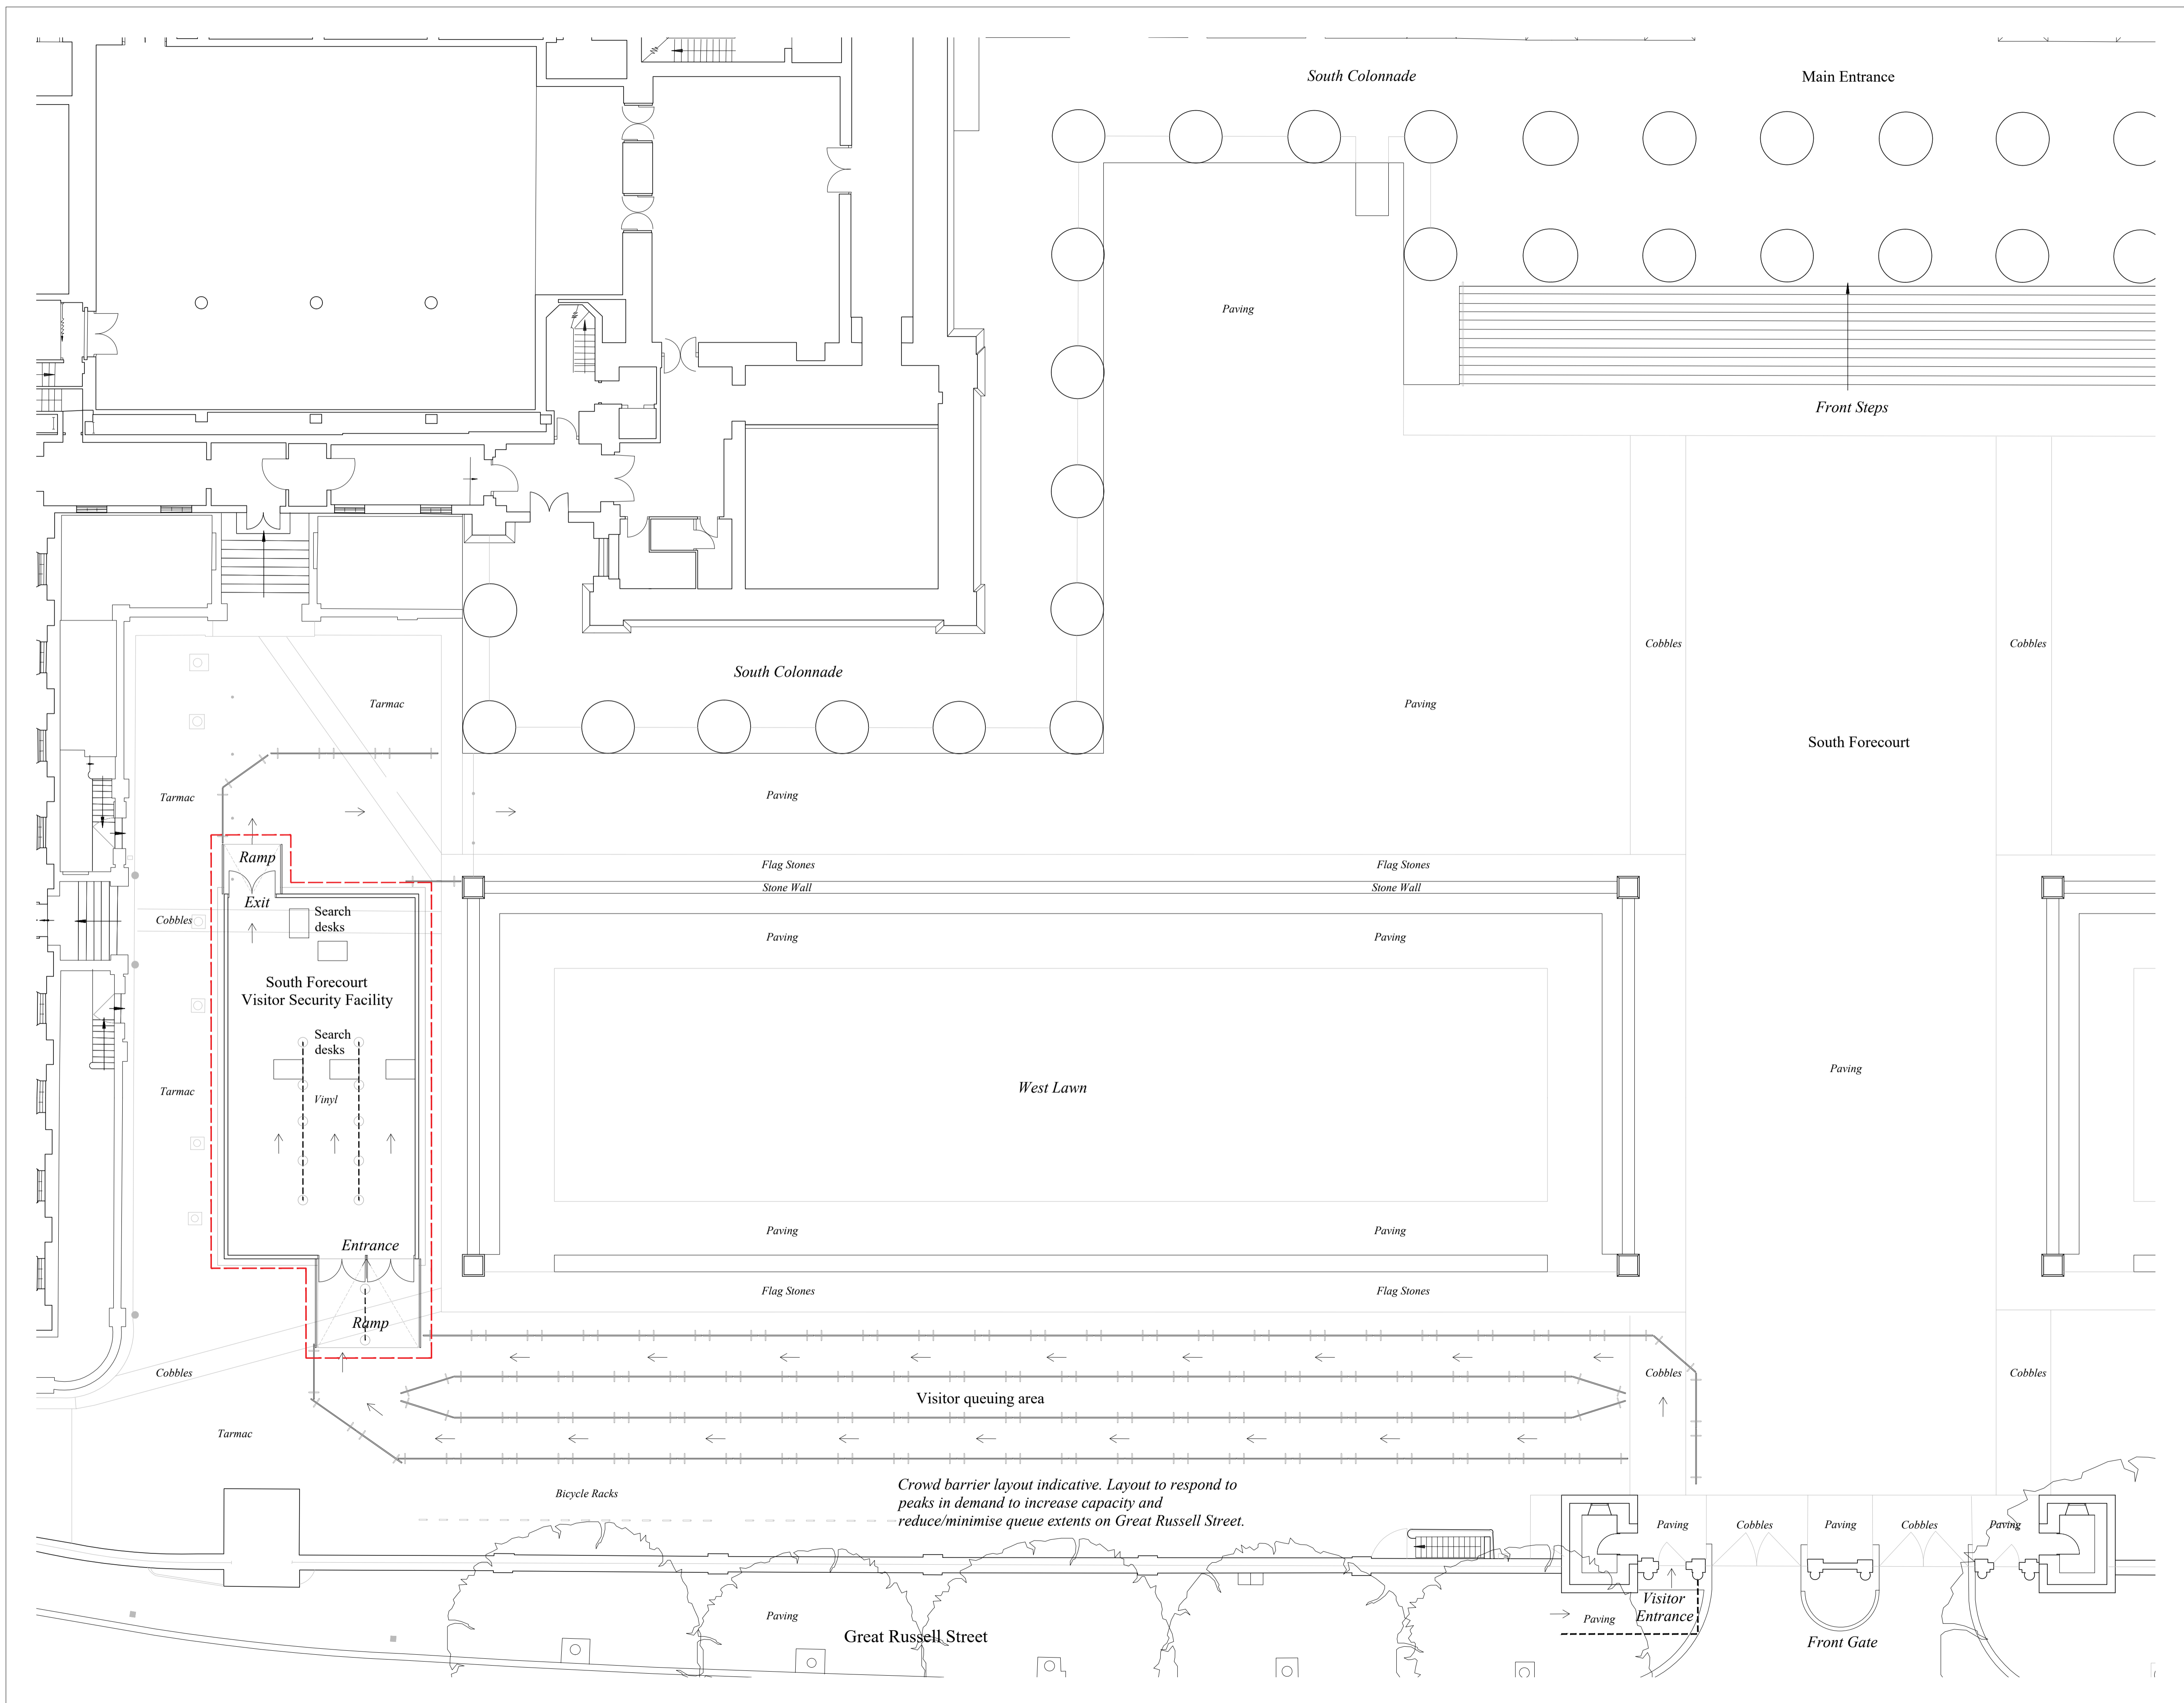 South Colonnade
Main Entrance
Paving
Front Steps
Cobbles
Cobbles
South Colonnade
Tarmac
Paving
South Forecourt
Tarmac
Paving
Ramp
Flag Stones
Flag Stones
Stone Wall
Stone Wall
Exit
Search
desks
Cobbles
Paving
Paving
South Forecourt
Visitor Security Facility
Search
desks
Paving
West Lawn
Tarmac
Vinyl
Paving
Paving
Entrance
Flag Stones
Flag Stones
Ramp
Cobbles
Cobbles
Cobbles
Visitor queuing area
Tarmac
Crowd barrier layout indicative. Layout to respond to
peaks in demand to increase capacity and
reduce/minimise queue extents on Great Russell Street.
Bicycle Racks
Paving
Cobbles
Paving
Cobbles
Paving
Visitor
Entrance
Paving
Paving
Great Russell Street
Front Gate